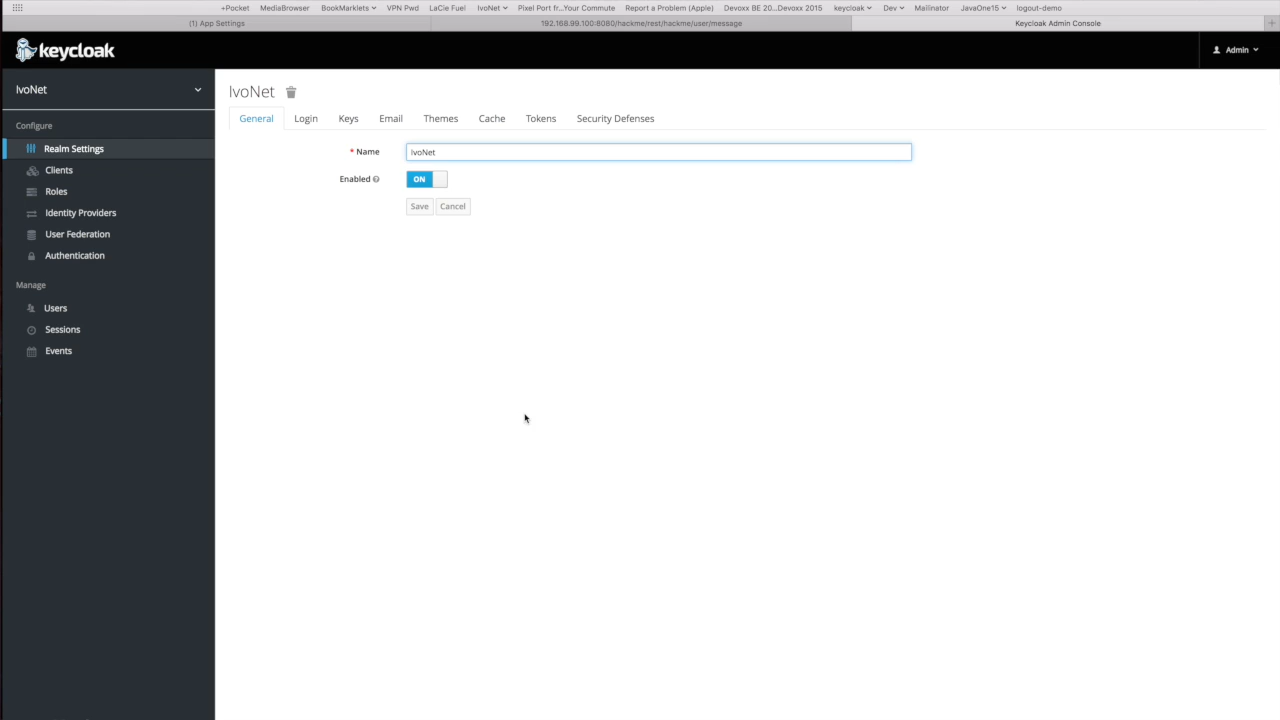 +Pocket MediaBrowser BookMarklets VPN Pwd LaCie Fuel IvoNet Pixel Port fr...Your Commute Report a Problem (Apple) Devoxx BE 20...Devoxx 2015 keycloak Dev Mailinator JavaOne15 logout-demo
(1) App Settings 192.168.99.100:8080/hackme/rest/hackme/user/message Keycloak Admin Console +
keycloak Admin
IvoNet
Configure
Realm Settings
Clients
Roles
Identity Providers
User Federation
Authentication
Manage
Users
Sessions
Events
IvoNet
General Login Keys Email Themes Cache Tokens Security Defenses
* Name IvoNet
Enabled ON
Save Cancel